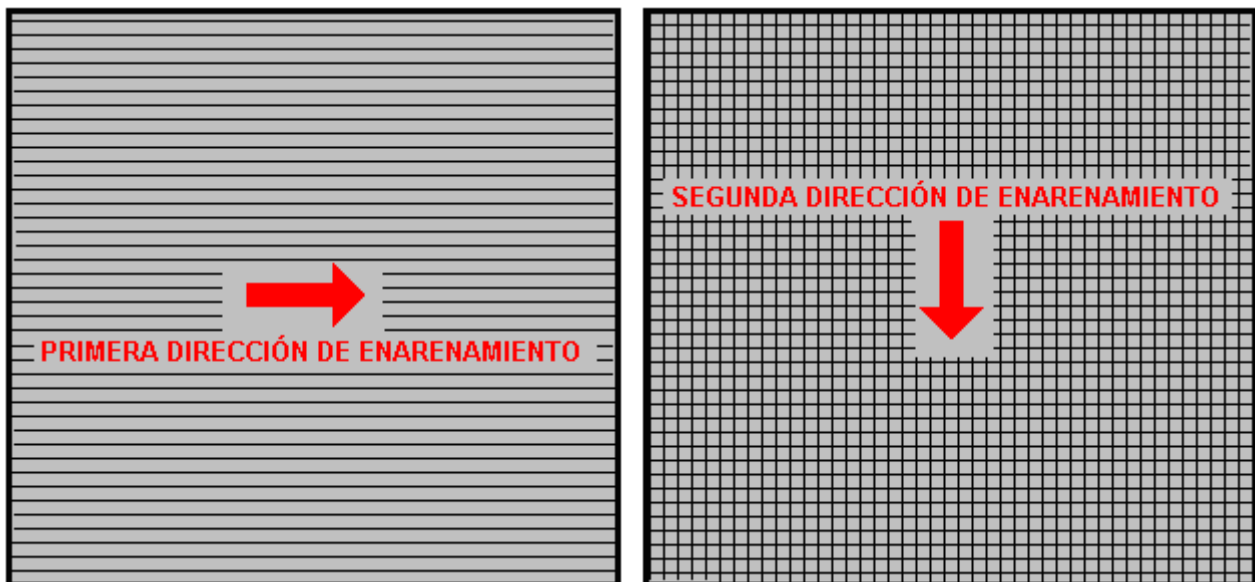 PRIMERA DIRECCIÓN DE ENARENAMIENTO
SEGUNDA DIRECCIÓN DE ENARENAMIENTO